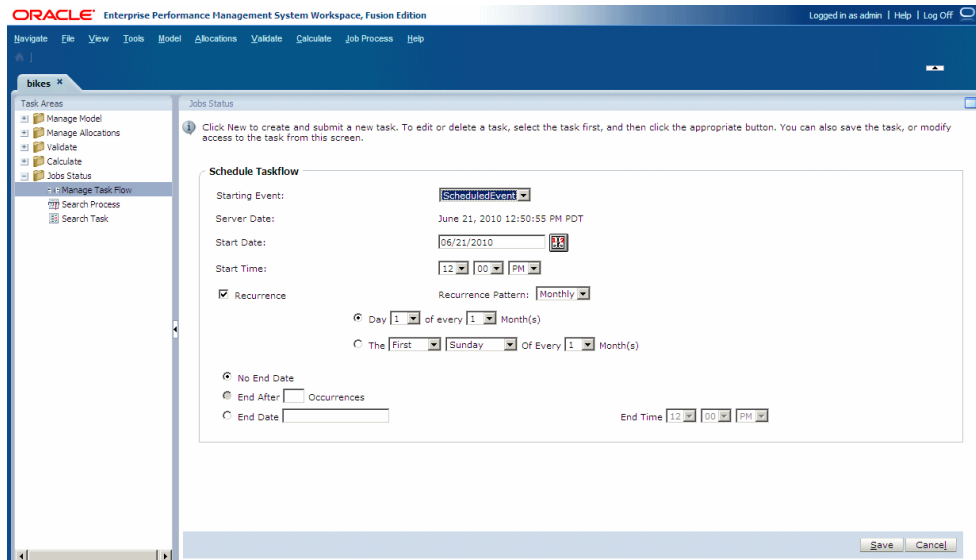 ORACLE Enterprise Performance Management System Workspace, Fusion Edition
Logged in as admin | Help | Log Off
Navigate File View Tools Model Allocations Validate Calculate Job Process Help
bikes x
Task Areas
Manage Model
Manage Allocations
Validate
Calculate
Jobs Status
Manage Task Flow
Search Process
Search Task
Jobs Status
Click New to create and submit a new task. To edit or delete a task, select the task first, and then click the appropriate button. You can also save the task, or modify
access to the task from this screen.
Schedule Taskflow
Starting Event: ScheduledEvent
Server Date: June 21, 2010 12:50:55 PM PDT
Start Date: 06/21/2010
Start Time: 12 00 PM
Recurrence Recurrence Pattern: Monthly
Day 1 of every 1 Month(s)
The First Sunday Of Every 1 Month(s)
No End Date
End After Occurrences
End Date End Time 12 00 PM
Save Cancel